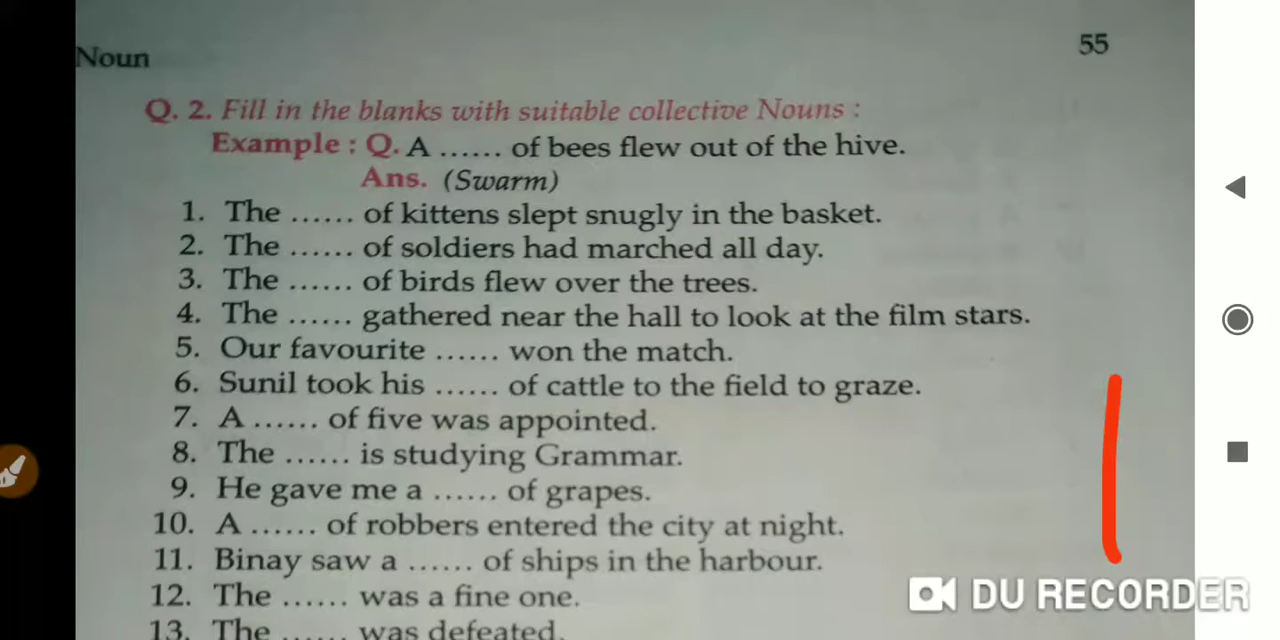 Noun
55
Q. 2. Fill in the blanks with suitable collective Nouns :
Example : Q. A ...... of bees flew out of the hive.
Ans. (Swarm)
1. The ...... of kittens slept snugly in the basket.
2. The ...... of soldiers had marched all day.
3. The ...... of birds flew over the trees.
4. The ...... gathered near the hall to look at the film stars.
5. Our favourite ...... won the match.
6. Sunil took his ...... of cattle to the field to graze.
7. A ...... of five was appointed.
8. The ...... is studying Grammar.
9. He gave me a ...... of grapes.
10. A ...... of robbers entered the city at night.
11. Binay saw a ...... of ships in the harbour.
12. The ...... was a fine one.
13. The ...... was defeated.
DU RECORDER